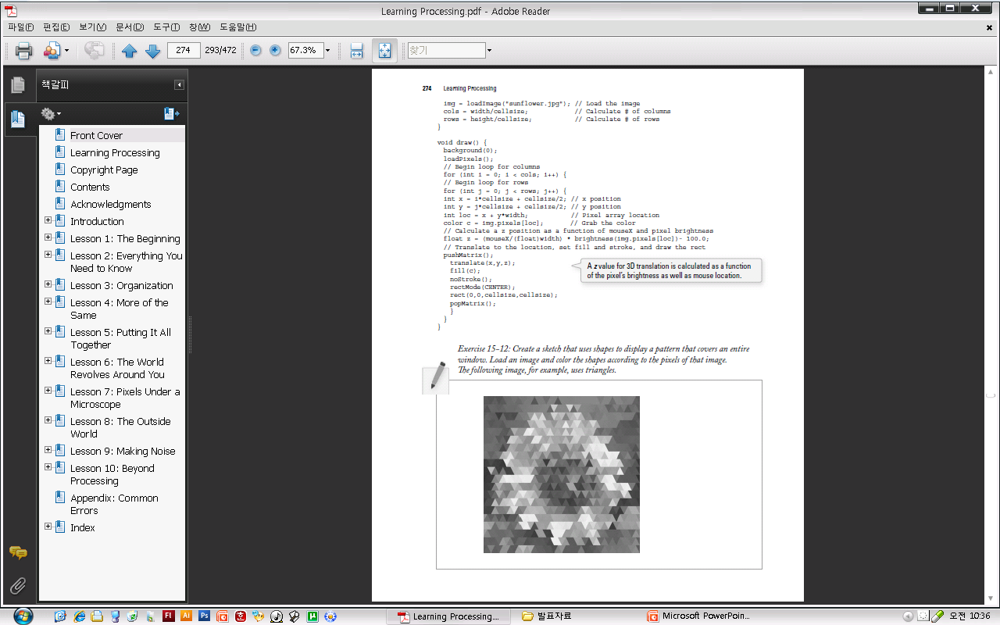 Learning Processing.pdf - Adobe Reader
파일(F) 편집(E) 보기(V) 문서(D) 도구(T) 창(W) 도움말(H)
274 293/472 67.3% 찾기
책갈피
Front Cover
Learning Processing
Copyright Page
Contents
Acknowledgments
Introduction
Lesson 1: The Beginning
Lesson 2: Everything You
Need to Know
Lesson 3: Organization
Lesson 4: More of the
Same
Lesson 5: Putting It All
Together
Lesson 6: The World
Revolves Around You
Lesson 7: Pixels Under a
Microscope
Lesson 8: The Outside
World
Lesson 9: Making Noise
Lesson 10: Beyond
Processing
Appendix: Common
Errors
Index
274 Learning Processing
img = loadImage("sunflower.jpg"); // Load the image
cols = width/cellsize; // Calculate # of columns
rows = height/cellsize; // Calculate # of rows
}
void draw() {
background(0);
loadPixels();
// Begin loop for columns
for (int i = 0; i < cols; i++) {
// Begin loop for rows
for (int j = 0; j < rows; j++) {
int x = i*cellsize + cellsize/2; // x position
int y = j*cellsize + cellsize/2; // y position
int loc = x + y*width; // Pixel array location
color c = img.pixels[loc]; // Grab the color
// Calculate a z position as a function of mouseX and pixel brightness
float z = (mouseX/(float)width) * brightness(img.pixels[loc])- 100.0;
// Translate to the location, set fill and stroke, and draw the rect
pushMatrix();
translate(x,y,z);
fill(c);
noStroke();
rectMode(CENTER);
rect(0,0,cellsize,cellsize);
popMatrix();
}
}
}
A z value for 3D translation is calculated as a function
of the pixel's brightness as well as mouse location.
Exercise 15-12: Create a sketch that uses shapes to display a pattern that covers an entire
window. Load an image and color the shapes according to the pixels of that image.
The following image, for example, uses triangles.
Fl Ai Ps Learning Processing.... 발표자료 Microsoft PowerPoin... 오전 10:36